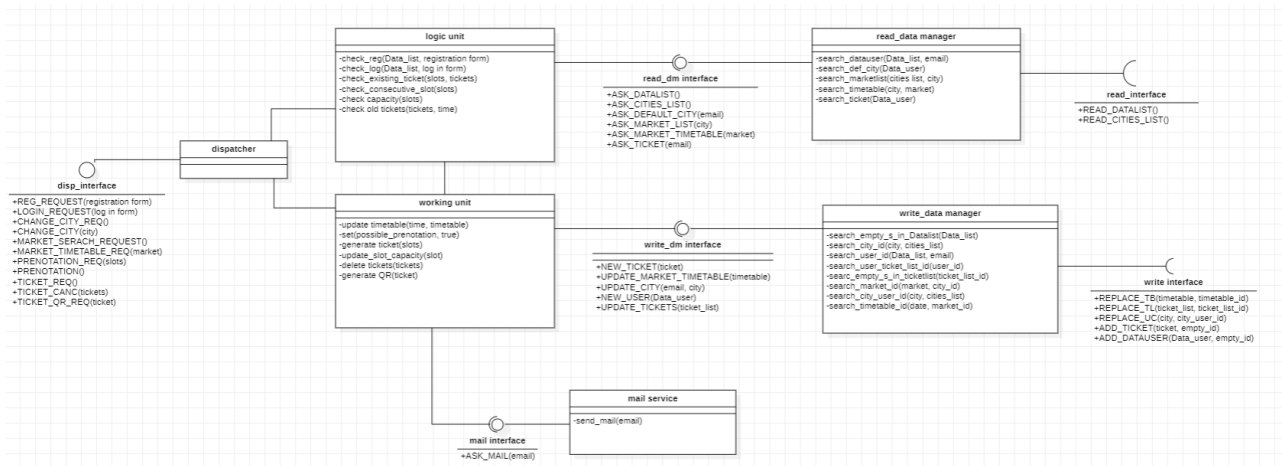 logic unit
-check_reg(Data_list, registration form)
-check_log(Data_list, log in form)
-check_existing_ticket(slots, tickets)
-check_consecutive_slot(slots)
-check capacity(slots)
-check old tickets(tickets, time)
read_dm interface
+ASK_DATALIST()
+ASK_CITIES_LIST()
+ASK_DEFAULT_CITY(email)
+ASK_MARKET_LIST(city)
+ASK_MARKET_TIMETABLE(market)
+ASK_TICKET(email)
read_data manager
-search_datauser(Data_list, email)
-search_def_city(Data_user)
-search_marketlist(cities list, city)
-search_timetable(city, market)
-search_ticket(Data_user)
read_interface
+READ_DATALIST()
+READ_CITIES_LIST()
dispatcher
disp_interface
+REG_REQUEST(registration form)
+LOGIN_REQUEST(log in form)
+CHANGE_CITY_REQ()
+CHANGE_CITY(city)
+MARKET_SERACH_REQUEST()
+MARKET_TIMETABLE_REQ(market)
+PRENOTATION_REQ(slots)
+PRENOTATION()
+TICKET_REQ()
+TICKET_CANC(tickets)
+TICKET_QR_REQ(ticket)
working unit
-update timetable(time, timetable)
-set(possible_prenotation, true)
-generate ticket(slots)
-update_slot_capacity(slot)
-delete tickets(tickets)
-generate QR(ticket)
write_dm interface
+NEW_TICKET(ticket)
+UPDATE_MARKET_TIMETABLE(timetable)
+UPDATE_CITY(email, city)
+NEW_USER(Data_user)
+UPDATE_TICKETS(ticket_list)
write_data manager
-search_empty_s_in_Datalist(Data_list)
-search_city_id(city, cities_list)
-search_user_id(Data_list, email)
-search_user_ticket_list_id(user_id)
-searc_empty_s_in_ticketlist(ticket_list_id)
-search_market_id(market, city_id)
-search_city_user_id(city, cities_list)
-search_timetable_id(date, market_id)
write interface
+REPLACE_TB(timetable, timetable_id)
+REPLACE_TL(ticket_list, ticket_list_id)
+REPLACE_UC(city, city_user_id)
+ADD_TICKET(ticket, empty_id)
+ADD_DATAUSER(Data_user, empty_id)
mail service
-send_mail(email)
mail interface
+ASK_MAIL(email)